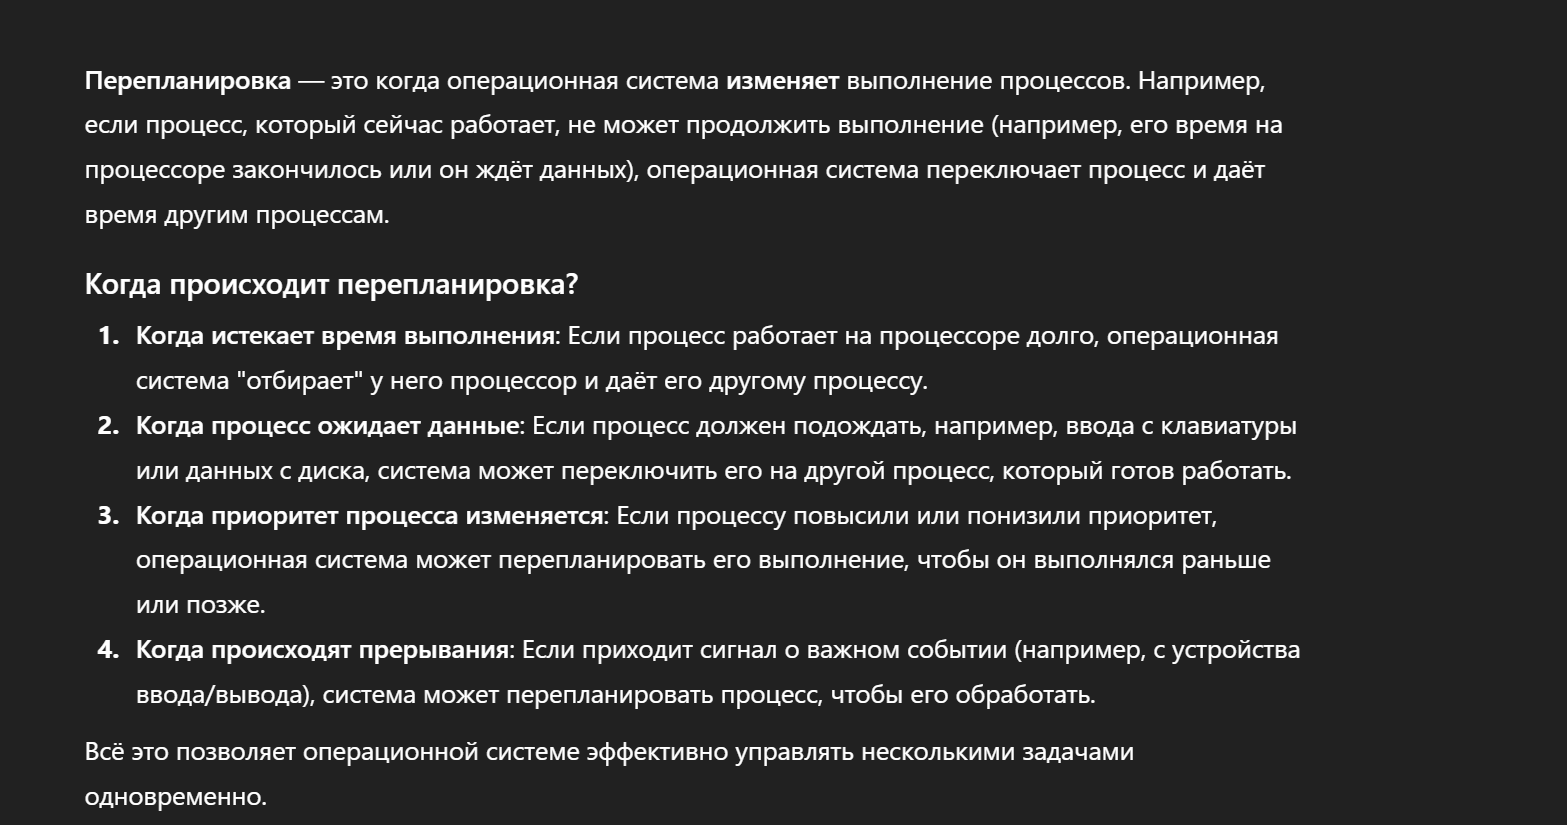 Перепланировка — это когда операционная система изменяет выполнение процессов. Например,
если процесс, который сейчас работает, не может продолжить выполнение (например, его время на
процессоре закончилось или он ждёт данных), операционная система переключает процесс и даёт
время другим процессам.
Когда происходит перепланировка?
1. Когда истекает время выполнения: Если процесс работает на процессоре долго, операционная
система "отбирает" у него процессор и даёт его другому процессу.
2. Когда процесс ожидает данные: Если процесс должен подождать, например, ввода с клавиатуры
или данных с диска, система может переключить его на другой процесс, который готов работать.
3. Когда приоритет процесса изменяется: Если процессу повысили или понизили приоритет,
операционная система может перепланировать его выполнение, чтобы он выполнялся раньше
или позже.
4. Когда происходят прерывания: Если приходит сигнал о важном событии (например, с устройства
ввода/вывода), система может перепланировать процесс, чтобы его обработать.
Всё это позволяет операционной системе эффективно управлять несколькими задачами
одновременно.